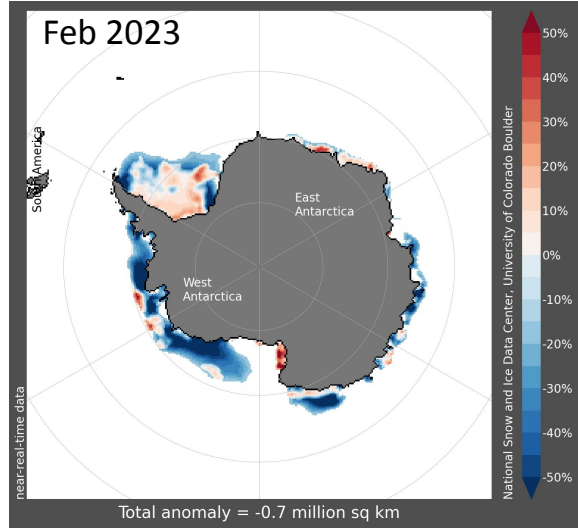 Feb 2023
South America
East
Antarctica
West
Antarctica
near-real-time data
Total anomaly = -0.7 million sq km
National Snow and Ice Data Center, University of Colorado Boulder
50%
40%
30%
20%
10%
0%
-10%
-20%
-30%
-40%
-50%